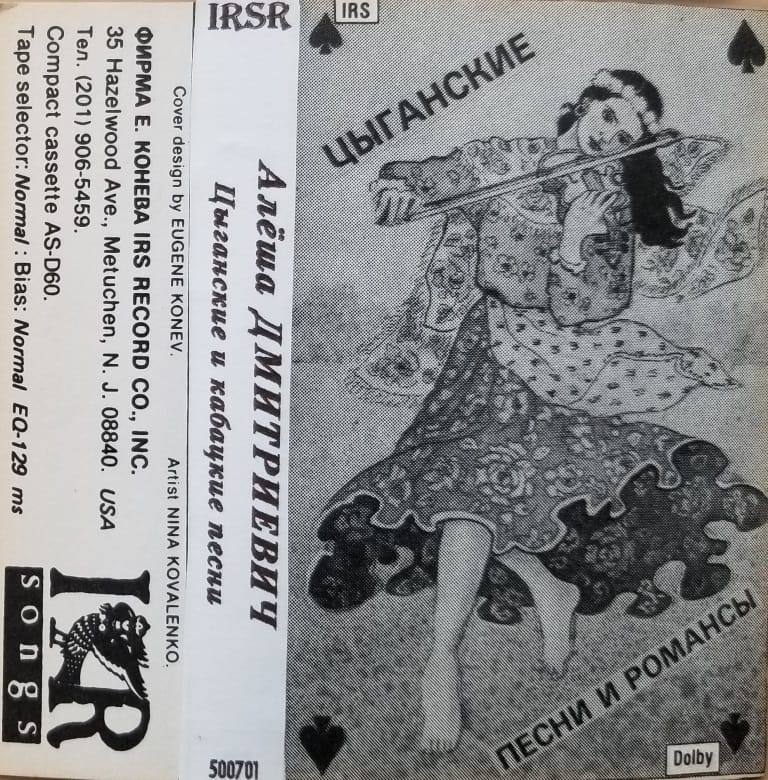 IRS
ЦЫГАНСКИЕ
ПЕСНИ И РОМАНСЫ
Dolby
IRSR
Алёша ДМИТРИЕВИЧ
Цыганские и кабацкие песни
500701
Cover design by EUGENE KONEV.
Artist NINA KOVALENKO.
ФИРМА Е. КОНЕВА IRS RECORD CO., INC.
35 Hazelwood Ave., Metuchen, N. J. 08840. USA
Тел. (201) 906-5459.
Compact cassette AS-D60.
Tape selector: Normal : Bias: Normal EQ-129 ms
IR
songs